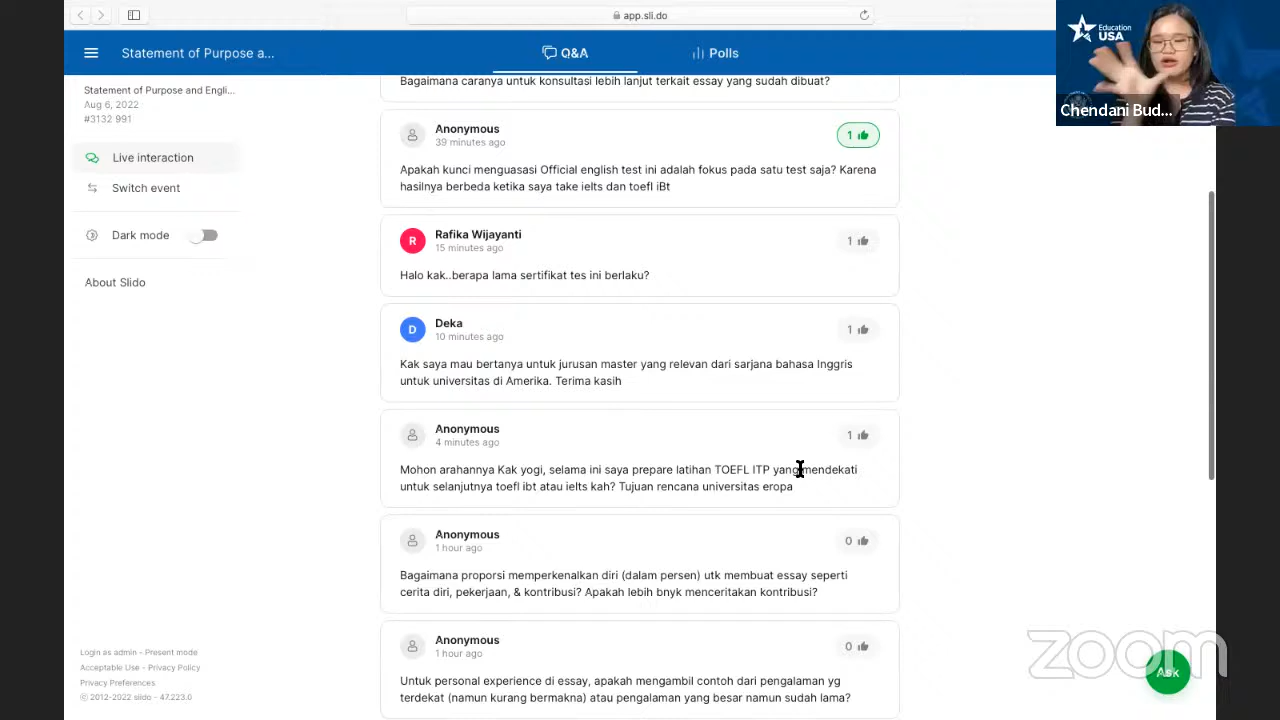 app.sli.do
Statement of Purpose a...
Q&A
Polls
Education
USA
Chendani Bud...
Statement of Purpose and Engli...
Aug 6, 2022
#3132 991
Live interaction
Switch event
Dark mode
About Slido
Bagaimana caranya untuk konsultasi lebih lanjut terkait essay yang sudah dibuat?
Anonymous
39 minutes ago
1
Apakah kunci menguasasi Official english test ini adalah fokus pada satu test saja? Karena
hasilnya berbeda ketika saya take ielts dan toefl iBt
R
Rafika Wijayanti
15 minutes ago
1
Halo kak..berapa lama sertifikat tes ini berlaku?
D
Deka
10 minutes ago
1
Kak saya mau bertanya untuk jurusan master yang relevan dari sarjana bahasa Inggris
untuk universitas di Amerika. Terima kasih
Anonymous
4 minutes ago
1
Mohon arahannya Kak yogi, selama ini saya prepare latihan TOEFL ITP yang mendekati
untuk selanjutnya toefl ibt atau ielts kah? Tujuan rencana universitas eropa
Anonymous
1 hour ago
0
Bagaimana proporsi memperkenalkan diri (dalam persen) utk membuat essay seperti
cerita diri, pekerjaan, & kontribusi? Apakah lebih bnyk menceritakan kontribusi?
Anonymous
1 hour ago
0
Untuk personal experience di essay, apakah mengambil contoh dari pengalaman yg
terdekat (namun kurang bermakna) atau pengalaman yang besar namun sudah lama?
Login as admin - Present mode
Acceptable Use - Privacy Policy
Privacy Preferences
© 2012-2022 slido - 47.223.0
zoom
Ask